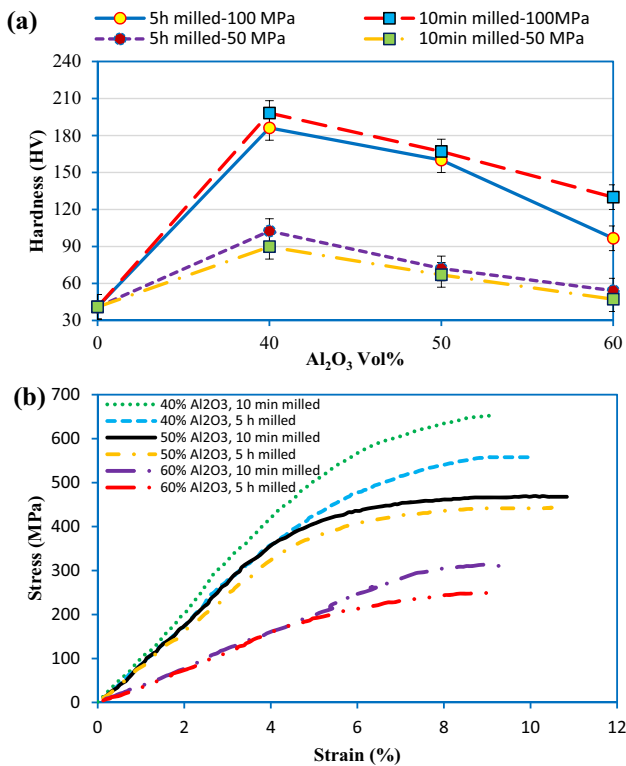 (a)
5h milled-100 MPa
10min milled-100MPa
5h milled-50 MPa
10min milled-50 MPa
240
210
180
150
120
90
60
30
Hardness (HV)
0 40 50 60
Al₂O₃ Vol%
(b)
700
600
500
400
300
200
100
0
Stress (MPa)
40% Al2O3, 10 min milled
40% Al2O3, 5 h milled
50% Al2O3, 10 min milled
50% Al2O3, 5 h milled
60% Al2O3, 10 min milled
60% Al2O3, 5 h milled
0 2 4 6 8 10 12
Strain (%)